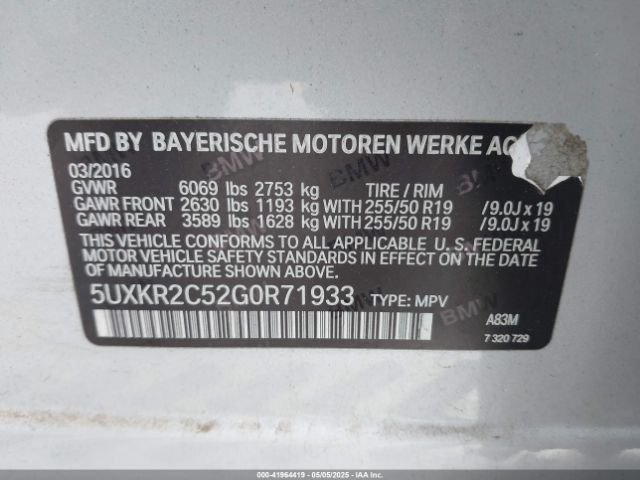 MFD BY BAYERISCHE MOTOREN WERKE AG
03/2016
GVWR 6069 lbs 2753 kg TIRE / RIM
GAWR FRONT 2630 lbs 1193 kg WITH 255/50 R19 /9.0J x 19
GAWR REAR 3589 lbs 1628 kg WITH 255/50 R19 /9.0J x 19
THIS VEHICLE CONFORMS TO ALL APPLICABLE U. S. FEDERAL
MOTOR VEHICLE SAFETY STANDARDS IN EFFECT ON THE DATE OF
MANUFACTURE SHOWN ABOVE.
5UXKR2C52G0R71933 TYPE: MPV
A83M
7 320 729
000-41964419 | 05/05/2025 | iaai.com